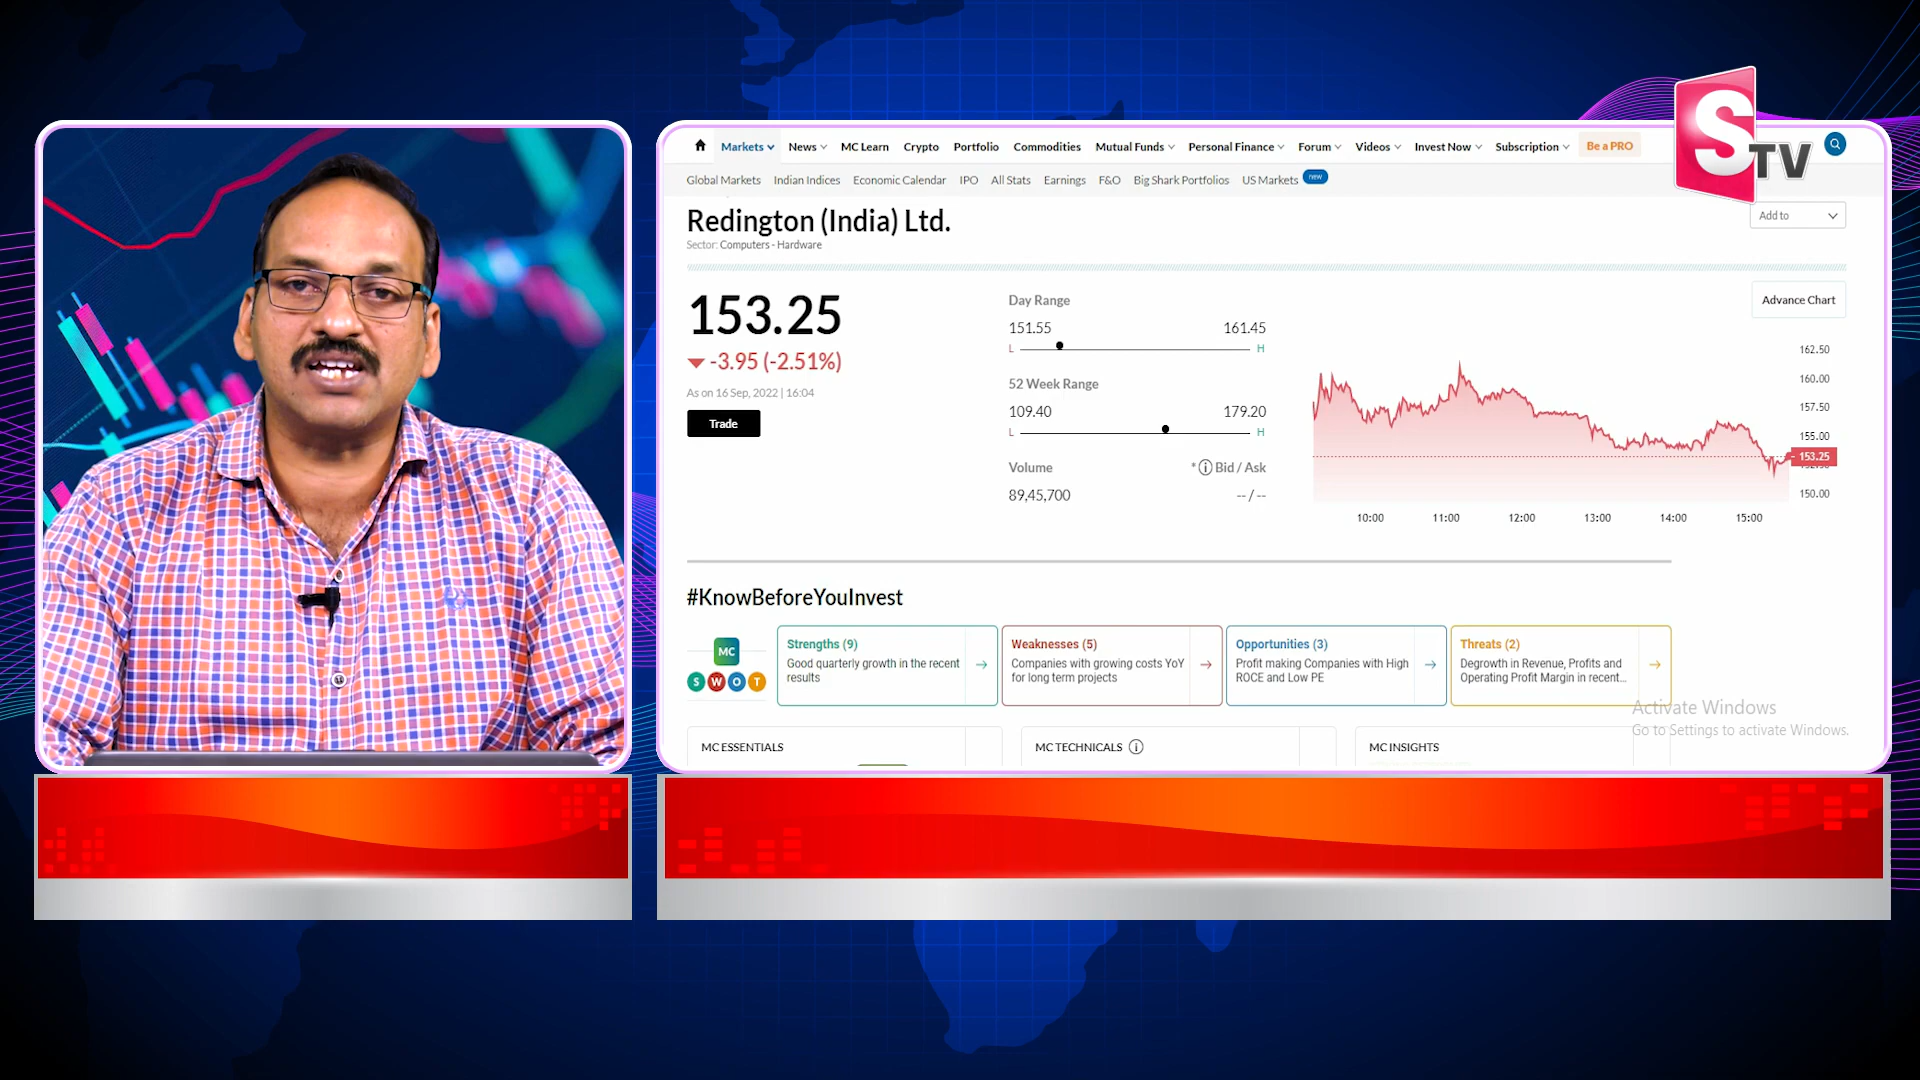 STV
Markets News MC Learn Crypto Portfolio Commodities Mutual Funds Personal Finance Forum Videos Invest Now Subscription Be a PRO
Global Markets Indian Indices Economic Calendar IPO All Stats Earnings F&O Big Shark Portfolios US Markets new
Redington (India) Ltd.
Sector: Computers - Hardware
Add to
153.25
-3.95 (-2.51%)
As on 16 Sep, 2022 | 16:04
Trade
Day Range
151.55 161.45
L H
52 Week Range
109.40 179.20
L H
Volume * i Bid / Ask
89,45,700 -- / --
Advance Chart
162.50
160.00
157.50
155.00
153.25
150.00
10:00 11:00 12:00 13:00 14:00 15:00
#KnowBeforeYouInvest
MC
S W O T
Strengths (9)
Good quarterly growth in the recent
results
Weaknesses (5)
Companies with growing costs YoY
for long term projects
Opportunities (3)
Profit making Companies with High
ROCE and Low PE
Threats (2)
Degrowth in Revenue, Profits and
Operating Profit Margin in recent...
Activate Windows
Go to Settings to activate Windows.
MC ESSENTIALS MC TECHNICALS i MC INSIGHTS